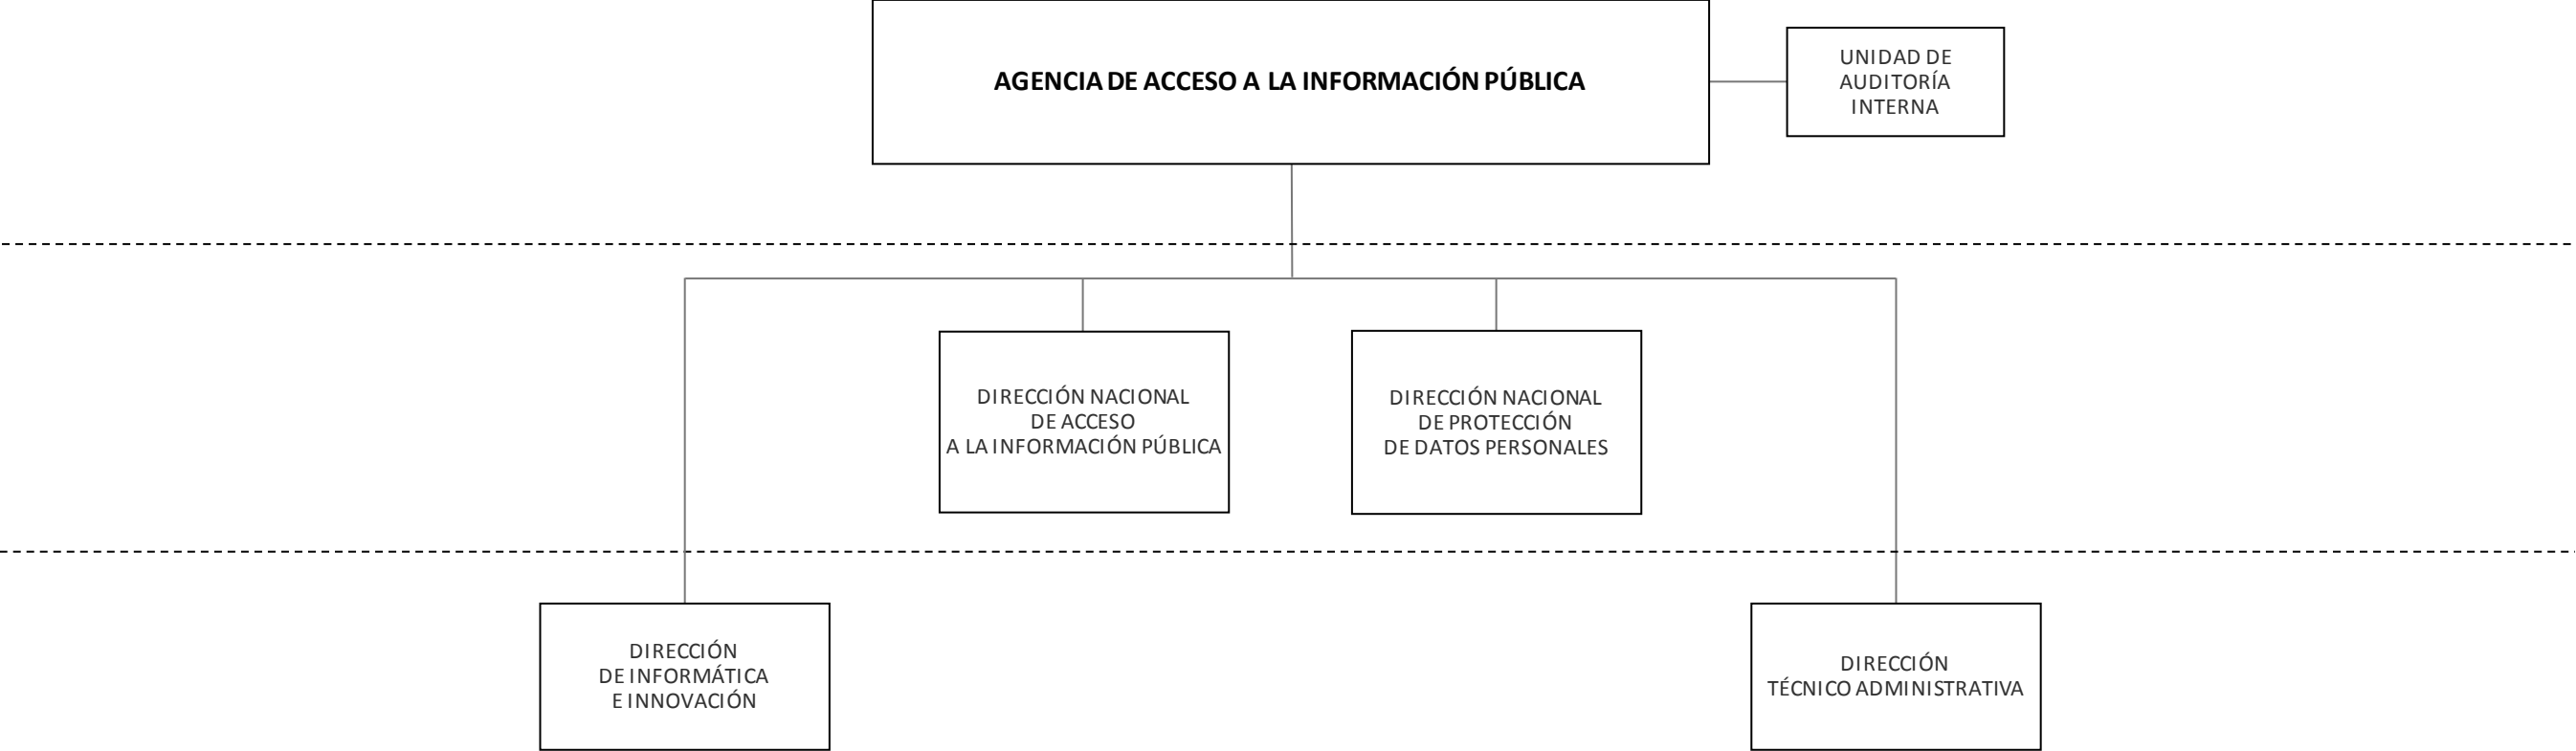 AGENCIA DE ACCESO A LA INFORMACIÓN PÚBLICA
UNIDAD DE
AUDITORÍA
INTERNA
DIRECCIÓN NACIONAL
DE ACCESO
A LA INFORMACIÓN PÚBLICA
DIRECCIÓN NACIONAL
DE PROTECCIÓN
DE DATOS PERSONALES
DIRECCIÓN
DE INFORMÁTICA
E INNOVACIÓN
DIRECCIÓN
TÉCNICO ADMINISTRATIVA